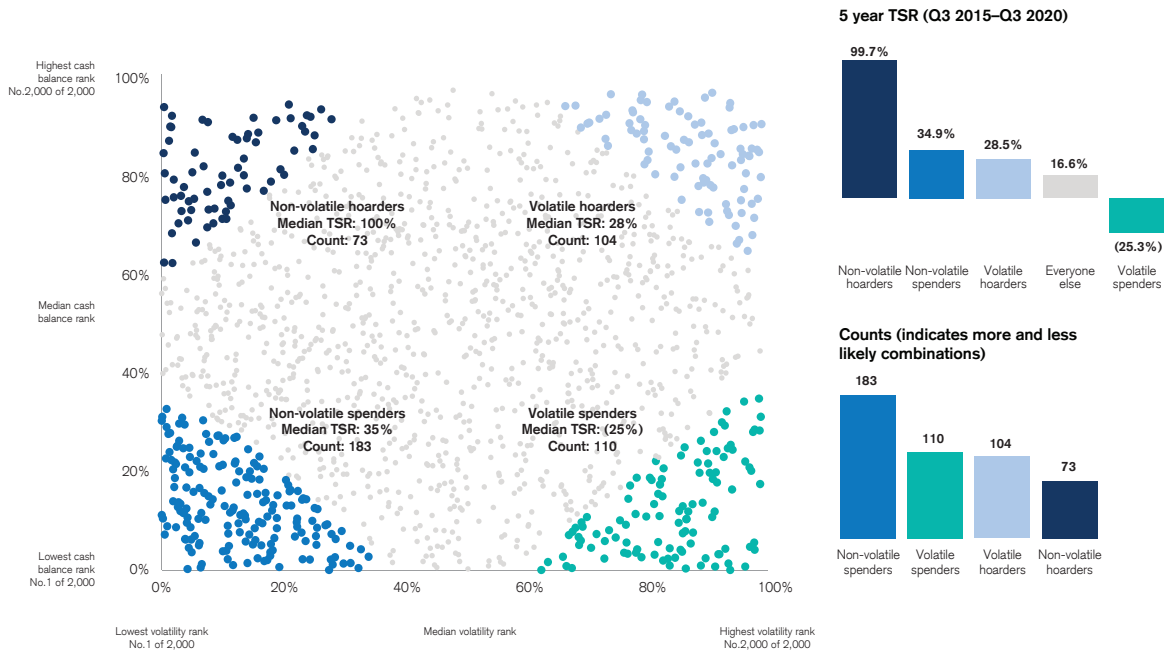 Highest cash
balance rank
No.2,000 of 2,000
Median cash
balance rank
Lowest cash
balance rank
No.1 of 2,000
100%
80%
60%
40%
20%
0%
Non-volatile hoarders
Median TSR: 100%
Count: 73
Volatile hoarders
Median TSR: 28%
Count: 104
Non-volatile spenders
Median TSR: 35%
Count: 183
Volatile spenders
Median TSR: (25%)
Count: 110
0%
20%
40%
60%
80%
100%
Lowest volatility rank
No.1 of 2,000
Median volatility rank
Highest volatility rank
No.2,000 of 2,000
5 year TSR (Q3 2015–Q3 2020)
99.7%
34.9%
28.5%
16.6%
(25.3%)
Non-volatile
hoarders
Non-volatile
spenders
Volatile
hoarders
Everyone
else
Volatile
spenders
Counts (indicates more and less
likely combinations)
183
110
104
73
Non-volatile
spenders
Volatile
spenders
Volatile
hoarders
Non-volatile
hoarders